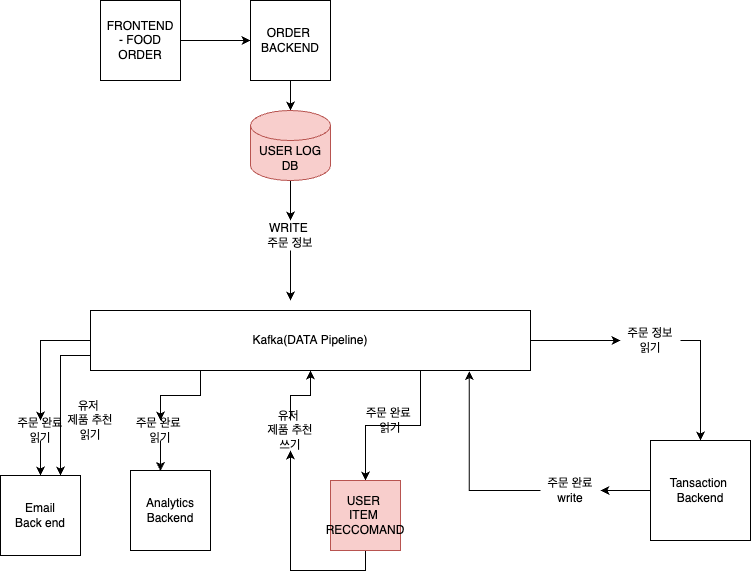 FRONTEND
- FOOD
ORDER
ORDER
BACKEND
USER LOG
DB
WRITE
주문 정보
Kafka(DATA Pipeline)
주문 정보
읽기
유저
제품 추천
읽기
주문 완료
읽기
주문 완료
읽기
유저
제품 추천
쓰기
주문 완료
읽기
Email
Back end
Analytics
Backend
USER
ITEM
RECCOMAND
주문 완료
write
Tansaction
Backend